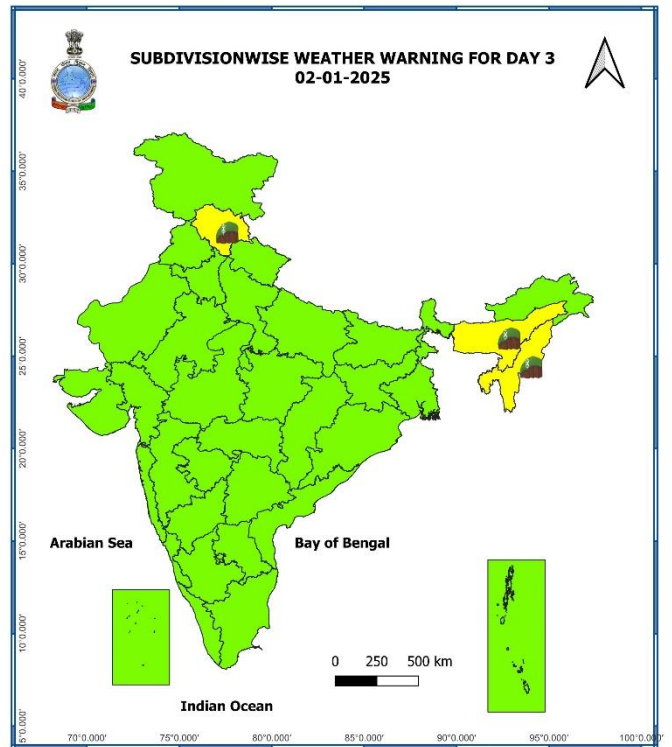 SUBDIVISIONWISE WEATHER WARNING FOR DAY 3
02-01-2025
40°0.000'
35°0.000'
30°0.000'
25°0.000'
20°0.000'
15°0.000'
10°0.000'
5°0.000'
Arabian Sea
Bay of Bengal
0 250 500 km
Indian Ocean
70°0.000' 75°0.000' 80°0.000' 85°0.000' 90°0.000' 95°0.000' 100°0.000'